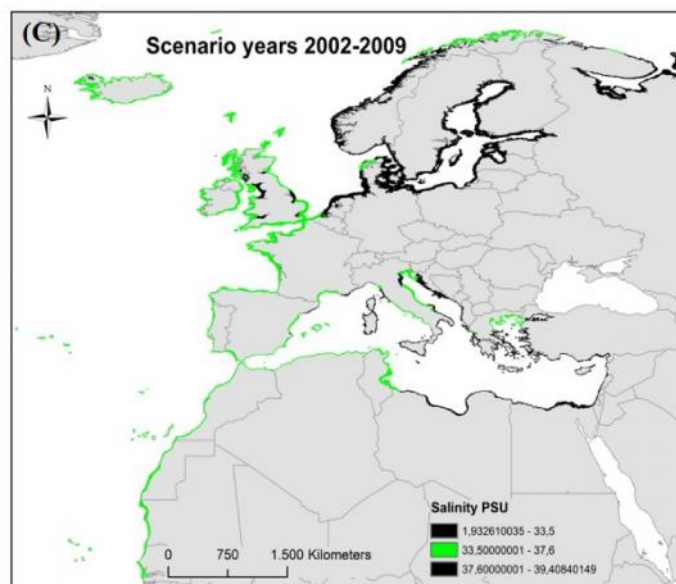 (C)
Scenario years 2002-2009
N
Salinity PSU
1,932610035 - 33,5
33,50000001 - 37,6
37,60000001 - 39,40840149
0 750 1.500 Kilometers